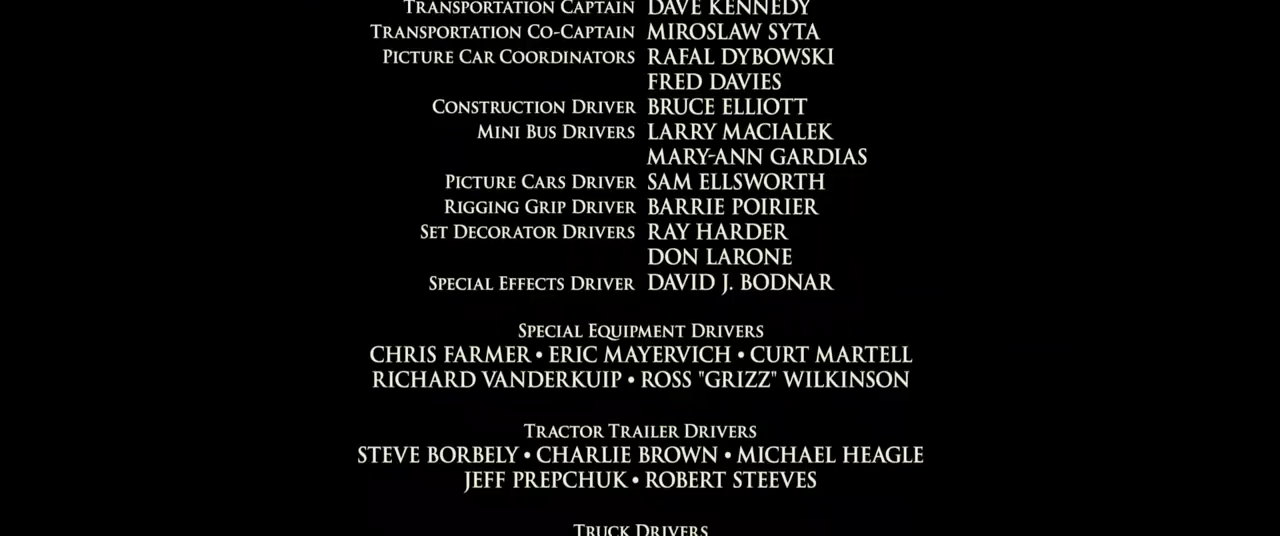 TRANSPORTATION CAPTAIN DAVE KENNEDY
TRANSPORTATION CO-CAPTAIN MIROSLAW SYTA
PICTURE CAR COORDINATORS RAFAL DYBOWSKI
FRED DAVIES
CONSTRUCTION DRIVER BRUCE ELLIOTT
MINI BUS DRIVERS LARRY MACIALEK
MARY-ANN GARDIAS
PICTURE CARS DRIVER SAM ELLSWORTH
RIGGING GRIP DRIVER BARRIE POIRIER
SET DECORATOR DRIVERS RAY HARDER
DON LARONE
SPECIAL EFFECTS DRIVER DAVID J. BODNAR
SPECIAL EQUIPMENT DRIVERS
CHRIS FARMER • ERIC MAYERVICH • CURT MARTELL
RICHARD VANDERKUIP • ROSS "GRIZZ" WILKINSON
TRACTOR TRAILER DRIVERS
STEVE BORBELY • CHARLIE BROWN • MICHAEL HEAGLE
JEFF PREPCHUK • ROBERT STEEVES
TRUCK DRIVERS